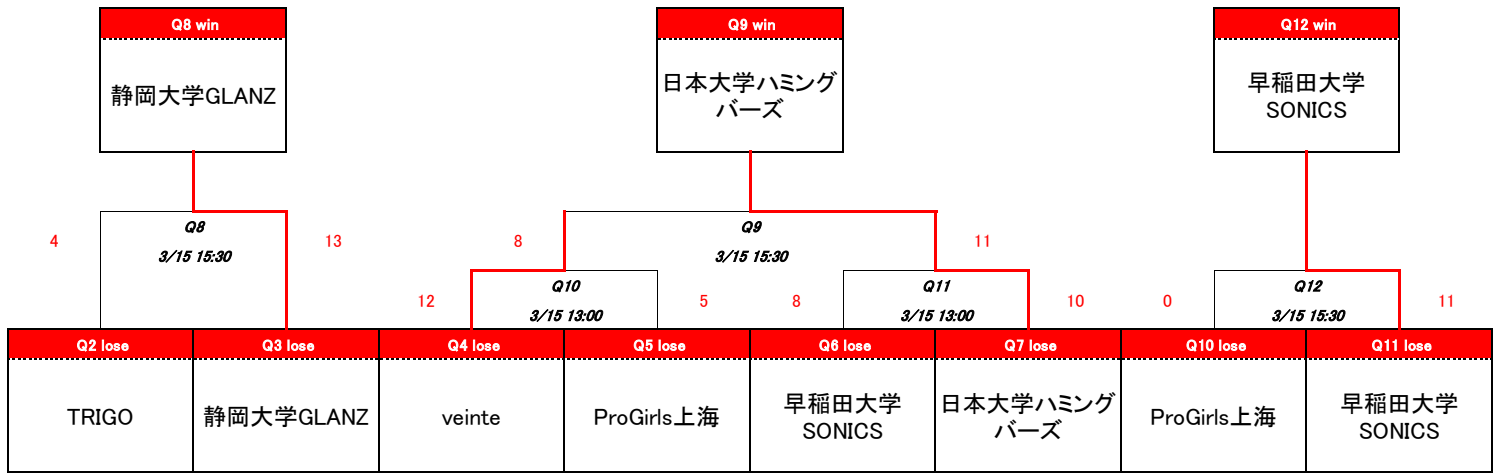 Q8 win
Q9 win
Q12 win
静岡大学GLANZ
日本大学ハミング
バーズ
早稲田大学
SONICS
Q8
3/15 15:30
4
13
Q9
3/15 15:30
8
11
Q10
3/15 13:00
12
5
Q11
3/15 13:00
8
10
Q12
3/15 15:30
0
11
Q2 lose
Q3 lose
Q4 lose
Q5 lose
Q6 lose
Q7 lose
Q10 lose
Q11 lose
TRIGO
静岡大学GLANZ
veinte
ProGirls上海
早稲田大学
SONICS
日本大学ハミング
バーズ
ProGirls上海
早稲田大学
SONICS